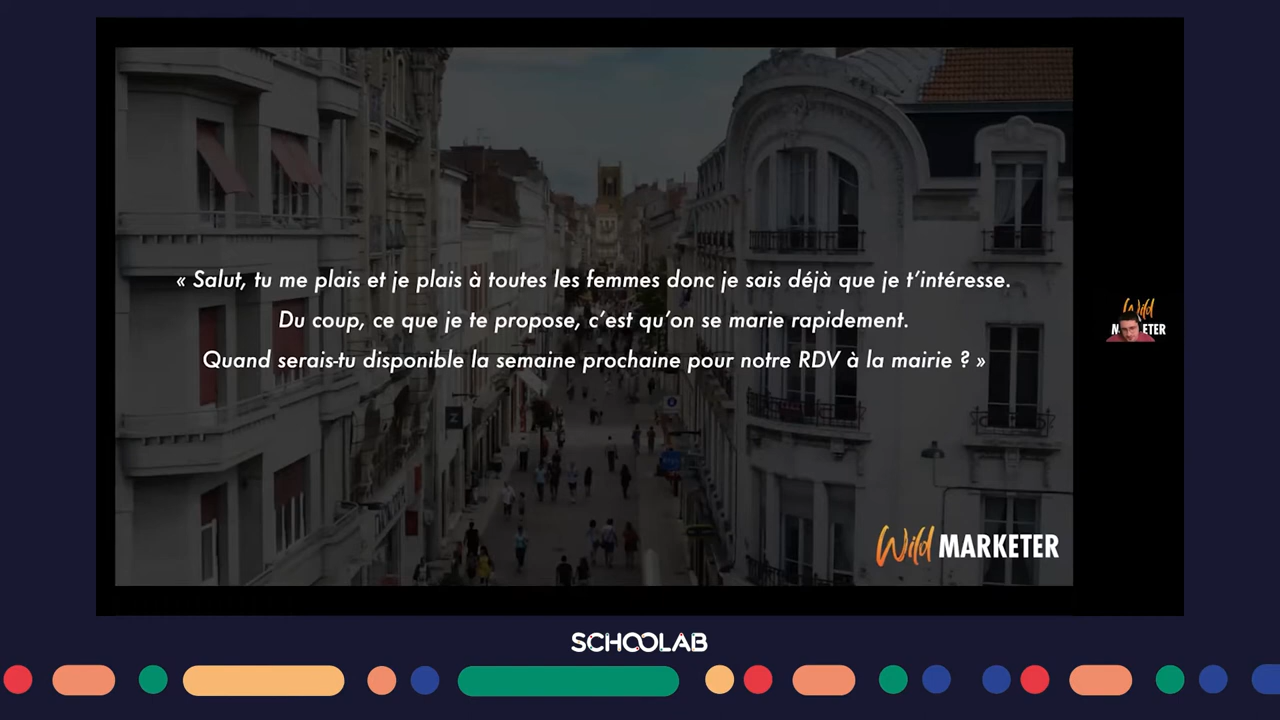 « Salut, tu me plais et je plais à toutes les femmes donc je sais déjà que je t’intéresse.
Du coup, ce que je te propose, c’est qu’on se marie rapidement.
Quand serais-tu disponible la semaine prochaine pour notre RDV à la mairie ? »
Wild MARKETER
SCHOOLAB